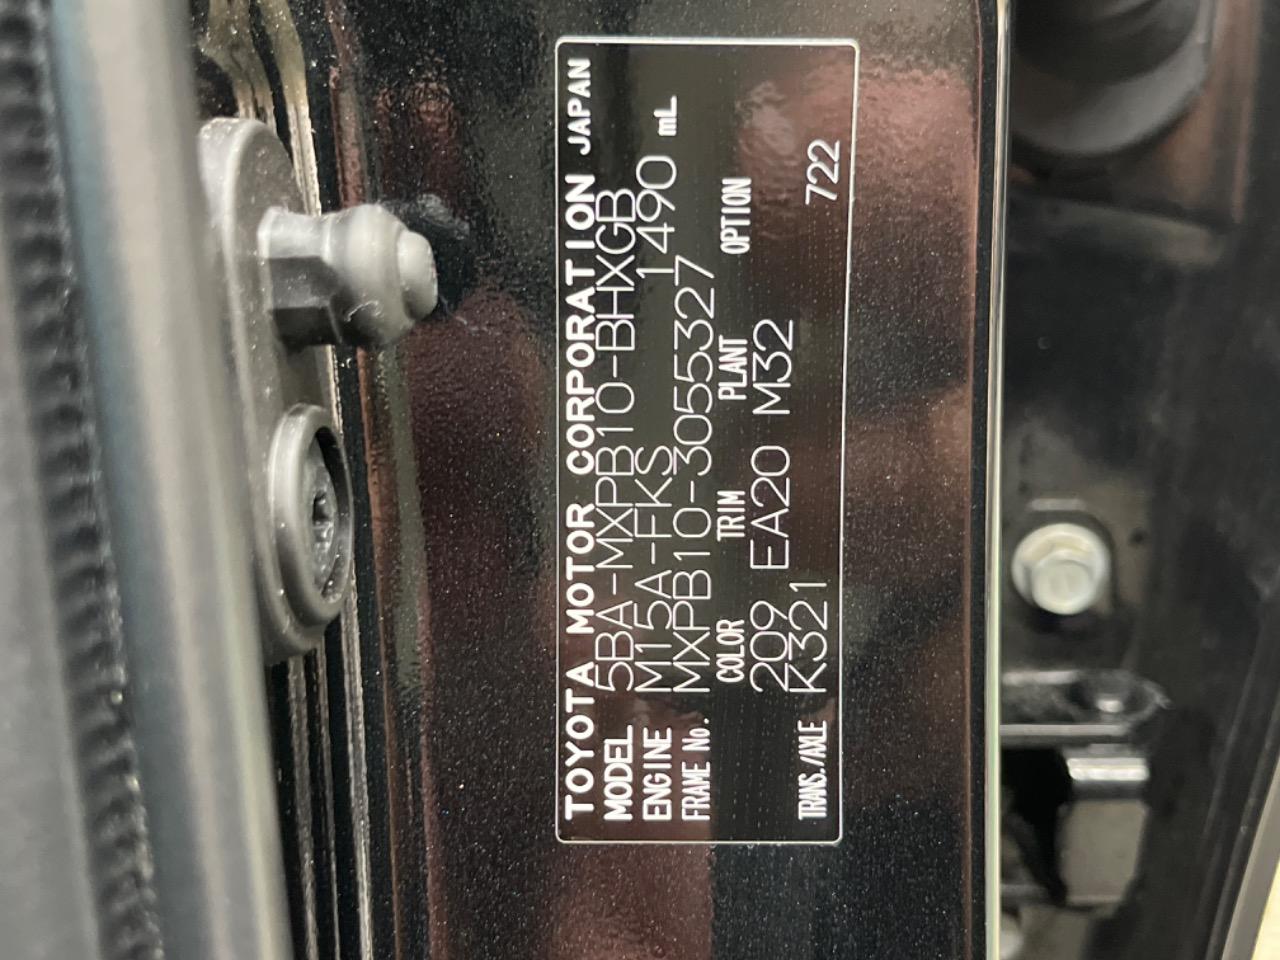 TOYOTA MOTOR CORPORATION JAPAN
MODEL 5BA-MXPB10-BHXGB
ENGINE M15A-FKS 1490 mL
FRAME No. MXPB10-3055327
COLOR TRIM PLANT OPTION
209 EA20 M32
TRANS./AXLE K321 722